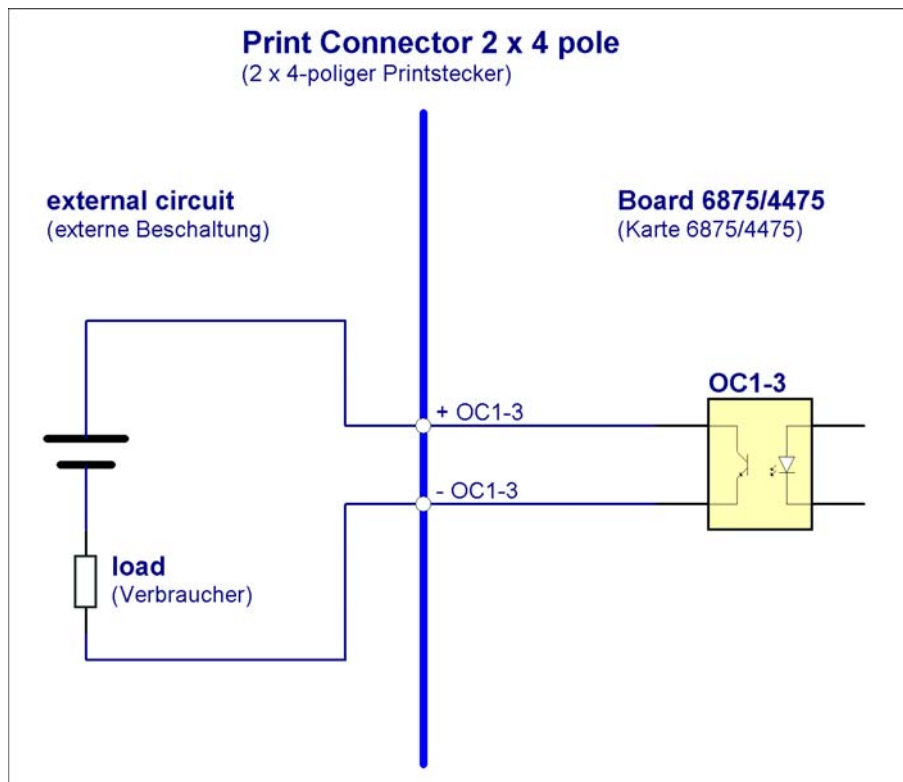 Print Connector 2 x 4 pole
(2 x 4-poliger Printstecker)
external circuit
(externe Beschaltung)
Board 6875/4475
(Karte 6875/4475)
OC1-3
+ OC1-3
- OC1-3
load
(Verbraucher)